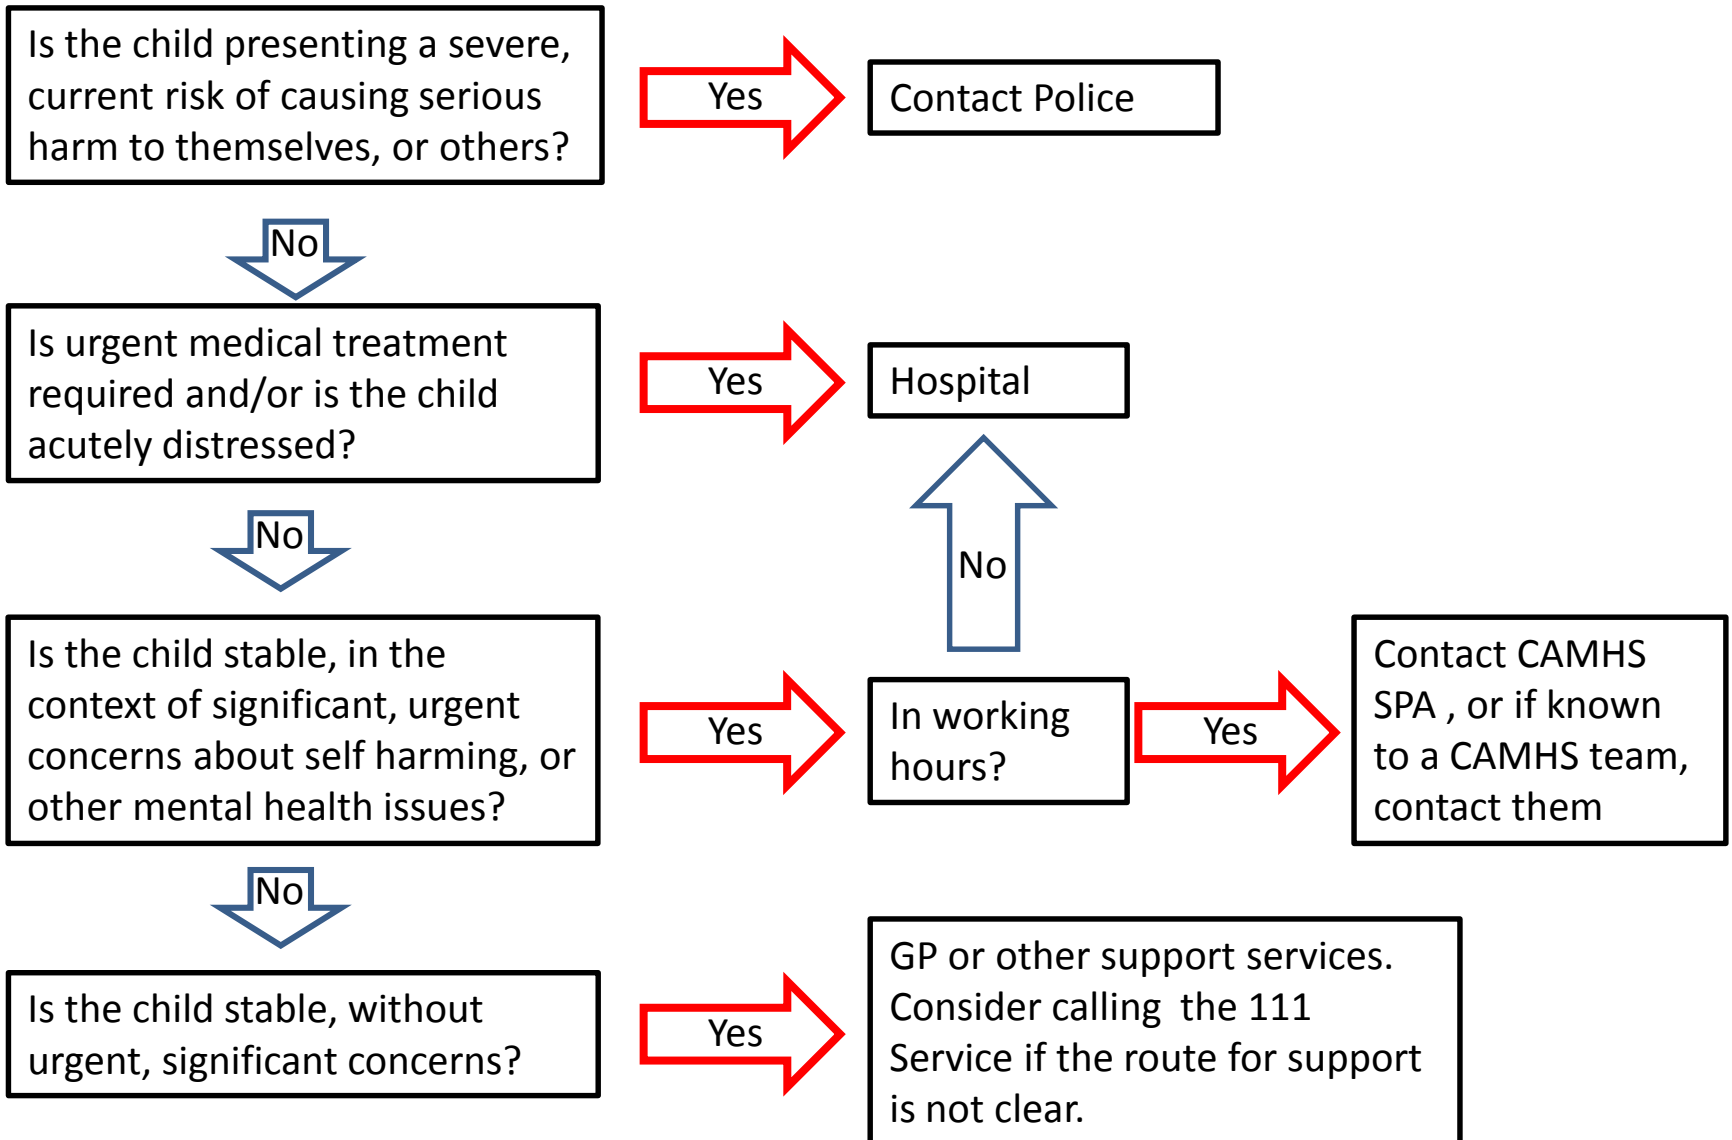 Is the child presenting a severe,
current risk of causing serious
harm to themselves, or others?
Yes
Contact Police
No
Is urgent medical treatment
required and/or is the child
acutely distressed?
Yes
Hospital
No
No
Is the child stable, in the
context of significant, urgent
concerns about self harming, or
other mental health issues?
Yes
In working
hours?
Yes
Contact CAMHS
SPA , or if known
to a CAMHS team,
contact them
No
Is the child stable, without
urgent, significant concerns?
Yes
GP or other support services.
Consider calling  the 111
Service if the route for support
is not clear.